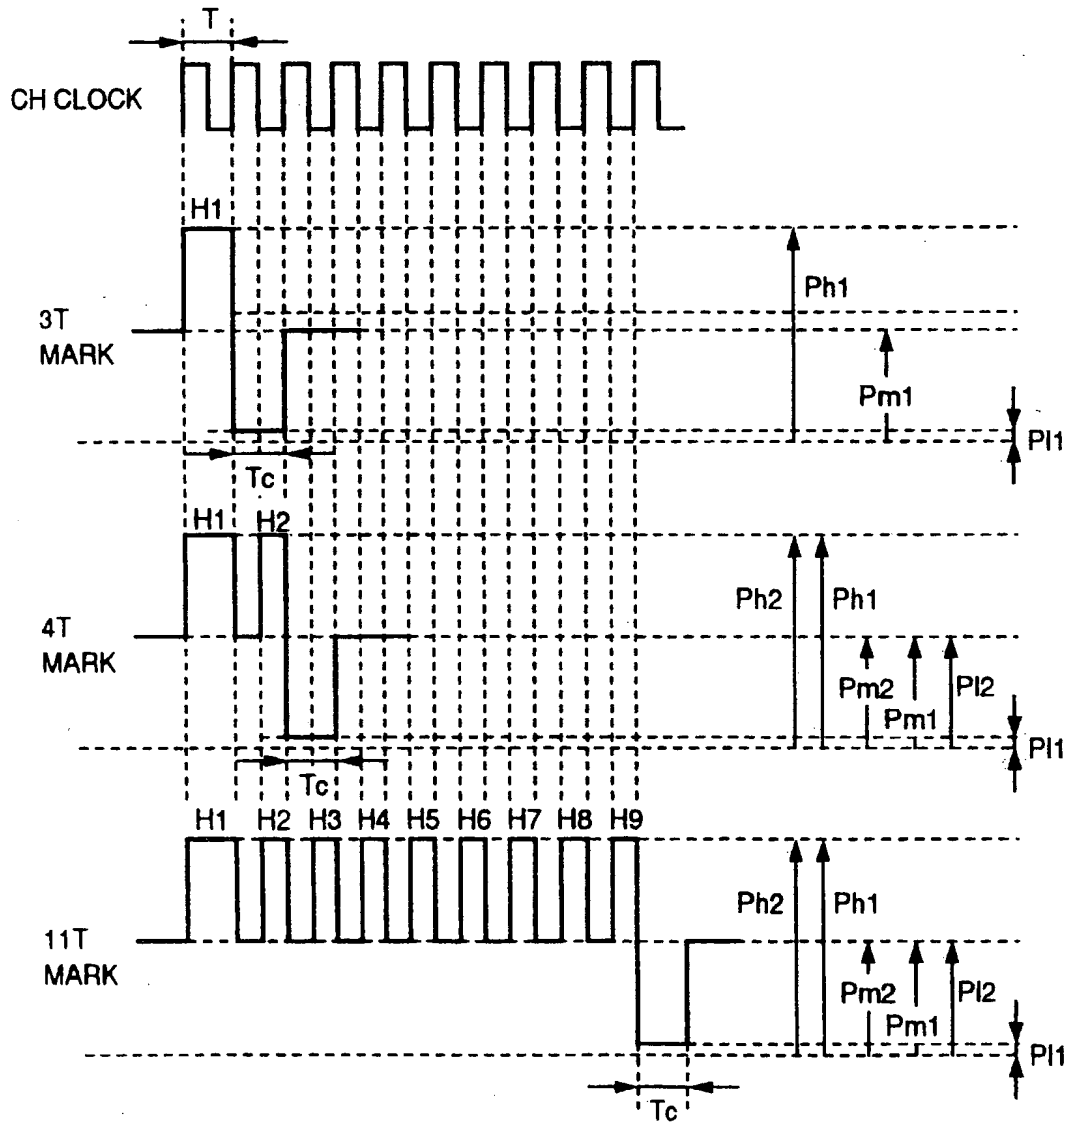 T
CH CLOCK
H1
3T
MARK
Ph1
Pm1
Pl1
Tc
H1 H2
4T
MARK
Ph2 Ph1
Pm2 Pm1 Pl2
Pl1
Tc
H1 H2 H3 H4 H5 H6 H7 H8 H9
11T
MARK
Ph2 Ph1
Pm2 Pm1 Pl2
Pl1
Tc